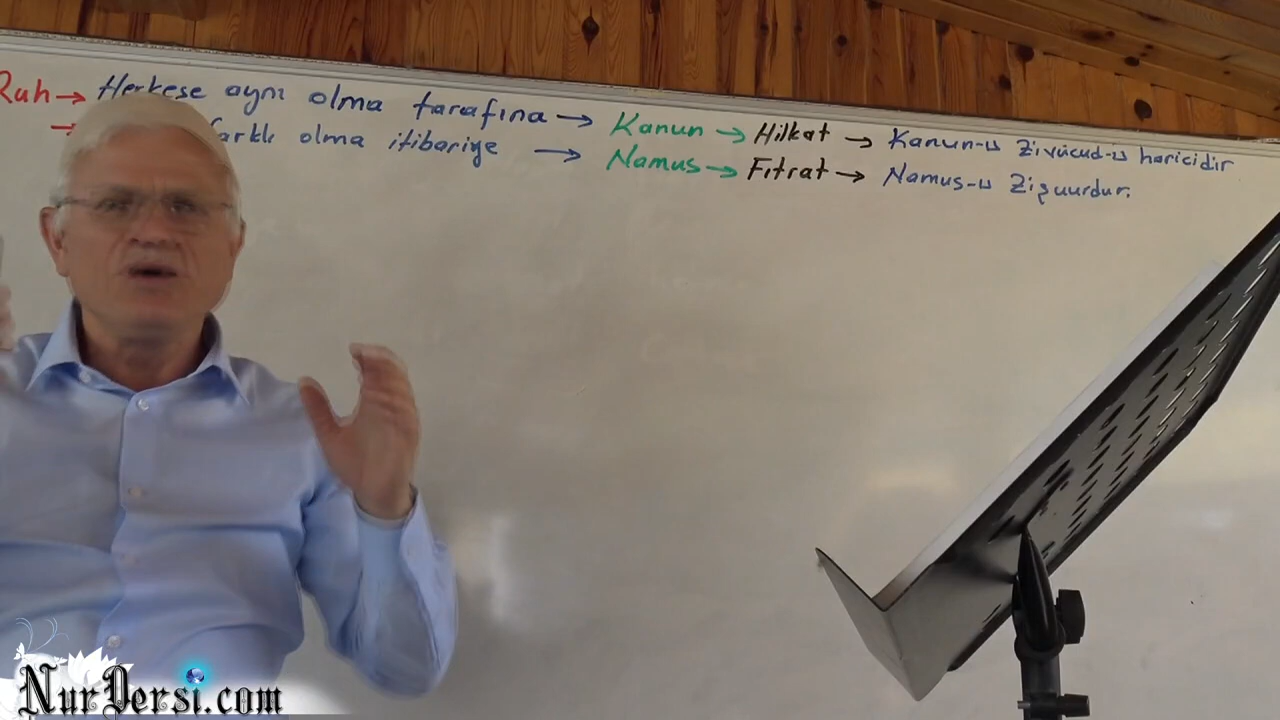 Ruh → Herkese aynı olma tarafına → Kanun → Hilkat → Kanun-u Zivücud-u haricidir
→ farklı olma itibariye → Namus → Fıtrat → Namus-u Zişuurdur.
NurDersi.com